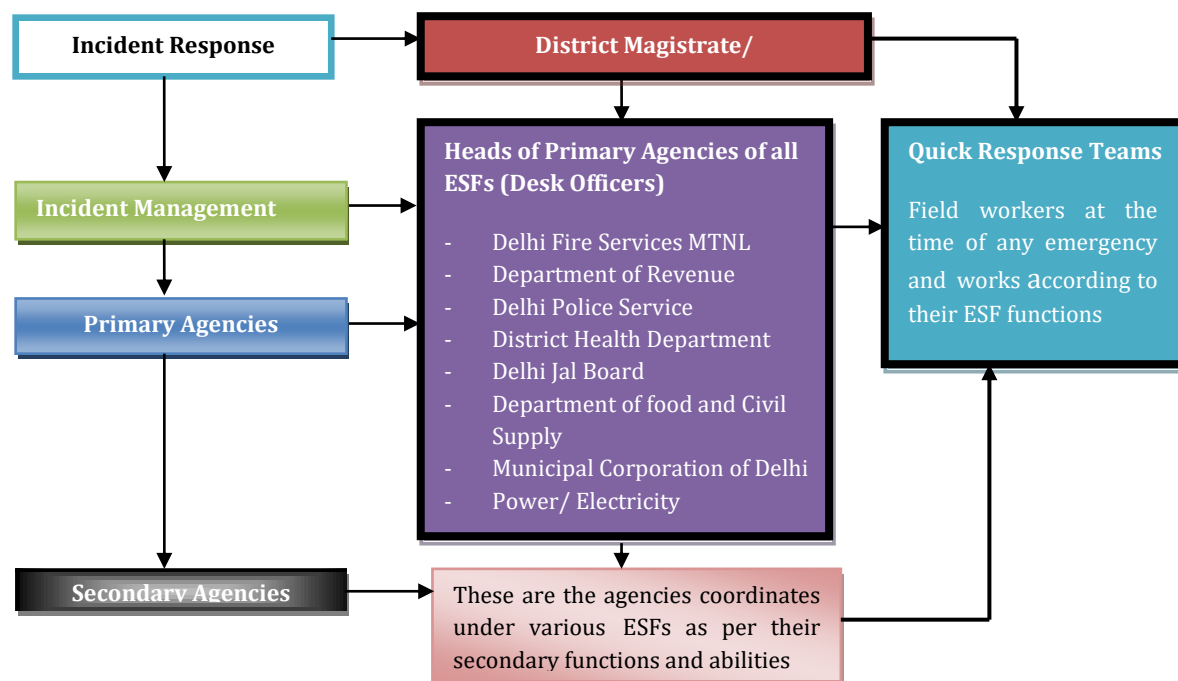 Incident Response
District Magistrate/
Heads of Primary Agencies of all
ESFs (Desk Officers)
- Delhi Fire Services MTNL
- Department of Revenue
- Delhi Police Service
- District Health Department
- Delhi Jal Board
- Department of food and Civil
Supply
- Municipal Corporation of Delhi
- Power/ Electricity
Quick Response Teams
Field workers at the
time of any emergency
and works according to
their ESF functions
Incident Management
Primary Agencies
Secondary Agencies
These are the agencies coordinates
under various ESFs as per their
secondary functions and abilities